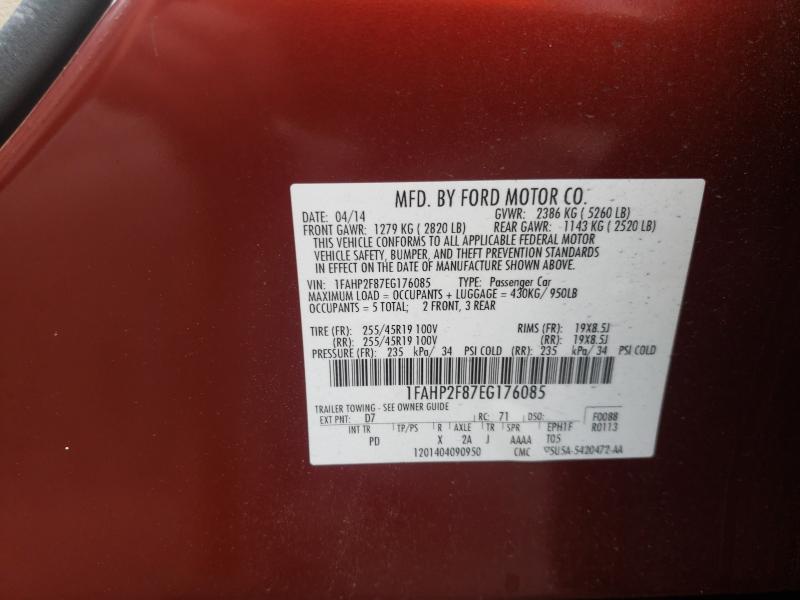 MFD. BY FORD MOTOR CO.
DATE: 04/14 GVWR: 2386 KG ( 5260 LB)
FRONT GAWR: 1279 KG ( 2820 LB) REAR GAWR: 1143 KG ( 2520 LB)
THIS VEHICLE CONFORMS TO ALL APPLICABLE FEDERAL MOTOR
VEHICLE SAFETY, BUMPER, AND THEFT PREVENTION STANDARDS
IN EFFECT ON THE DATE OF MANUFACTURE SHOWN ABOVE.
VIN: 1FAHP2F87EG176085 TYPE: Passenger Car
MAXIMUM LOAD = OCCUPANTS + LUGGAGE = 430KG/ 950LB
OCCUPANTS = 5 TOTAL; 2 FRONT, 3 REAR
TIRE (FR): 255/45R19 100V RIMS (FR): 19X8.5J
(RR): 255/45R19 100V (RR): 19X8.5J
PRESSURE (FR): 235 kPa/ 34 PSI COLD (RR): 235 kPa/ 34 PSI COLD
1FAHP2F87EG176085
TRAILER TOWING - SEE OWNER GUIDE
EXT PNT: D7 RC: 71 DSO: F0088
INT TR TP/PS R AXLE TR SPR EPH1F R0113
PD X 2A J AAAA T05
1201404090950 CMC 5U5A-5420472-AA